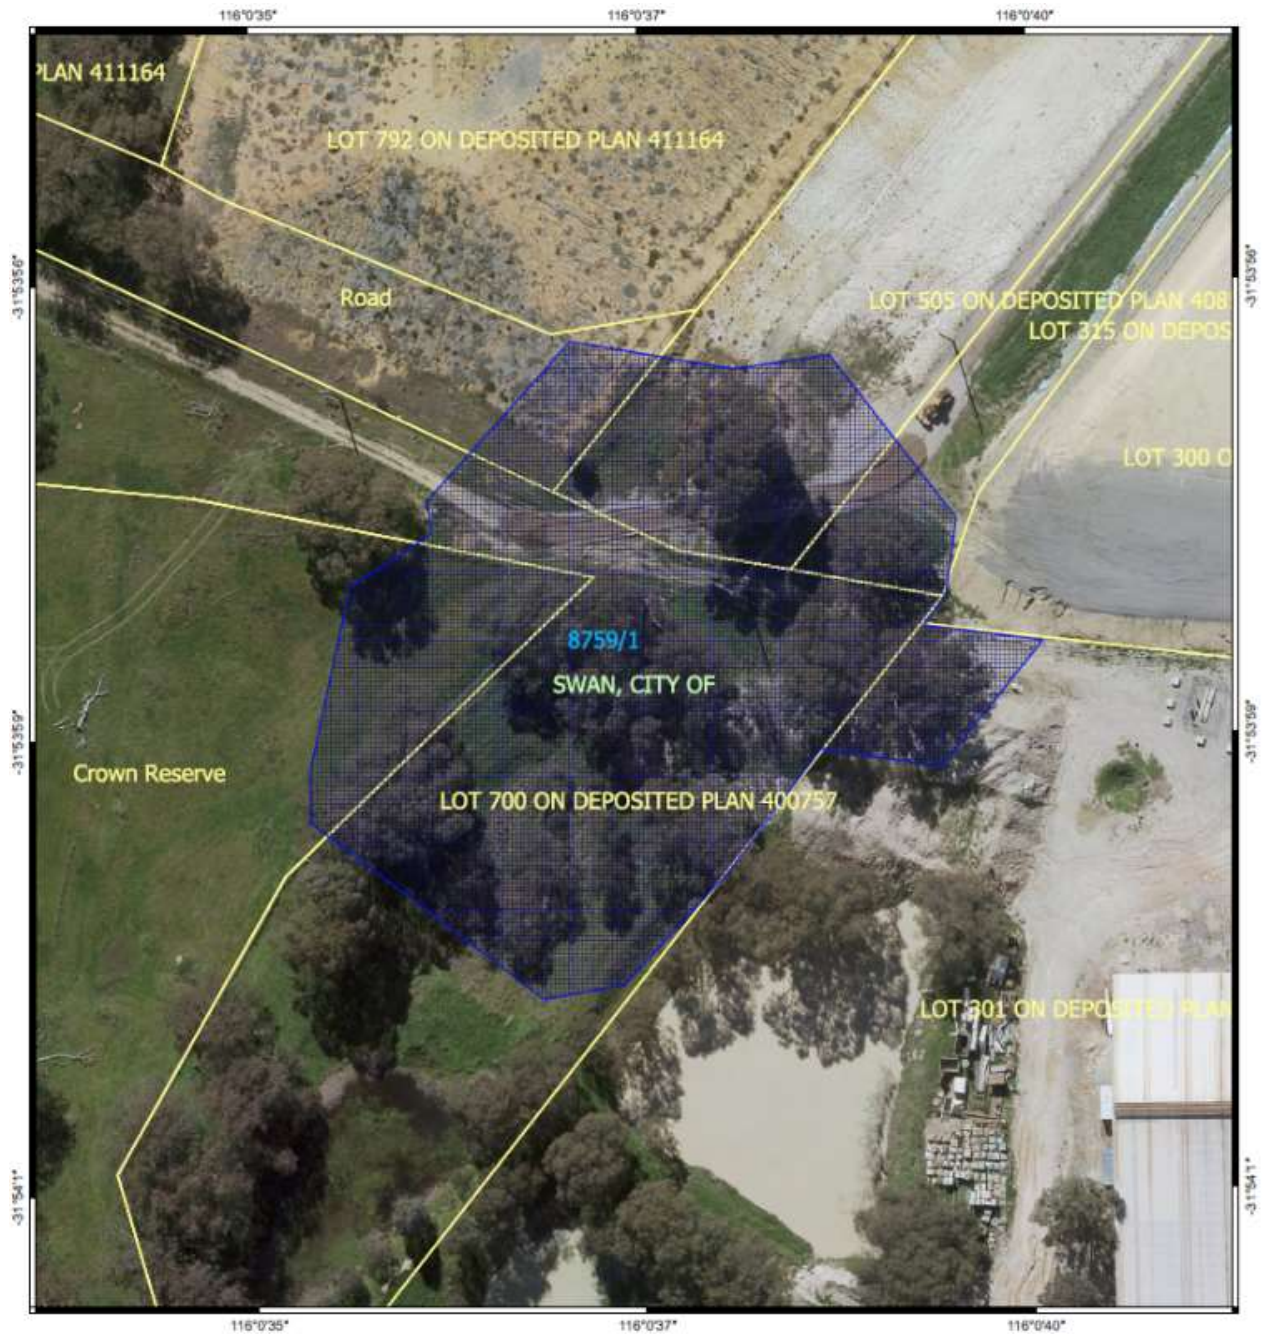 116°0'35" 116°0'37" 116°0'40"
PLAN 411164
LOT 792 ON DEPOSITED PLAN 411164
-31°53'56" -31°53'56"
Road
LOT 505 ON DEPOSITED PLAN 408
LOT 315 ON DEPOS
LOT 300 O
8759/1
SWAN, CITY OF
-31°53'59" -31°53'59"
Crown Reserve
LOT 700 ON DEPOSITED PLAN 400757
LOT 301 ON DEPOSITED PLAN
-31°54'1" -31°54'1"
116°0'35" 116°0'37" 116°0'40"